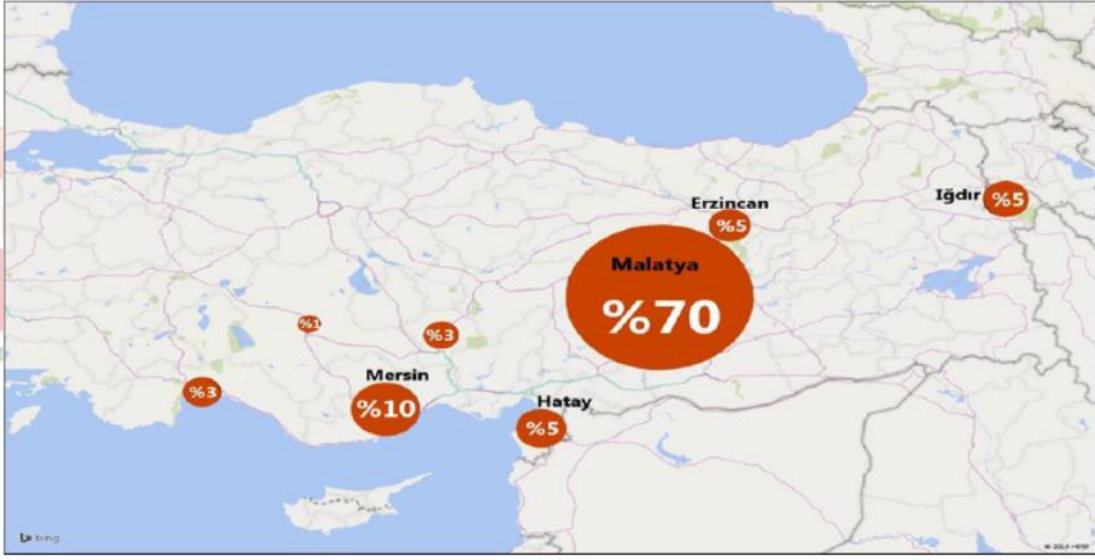 Iğdır %5
Erzincan
%5
Malatya
%70
%1
%3
Mersin
%3
%10
Hatay
%5
bing